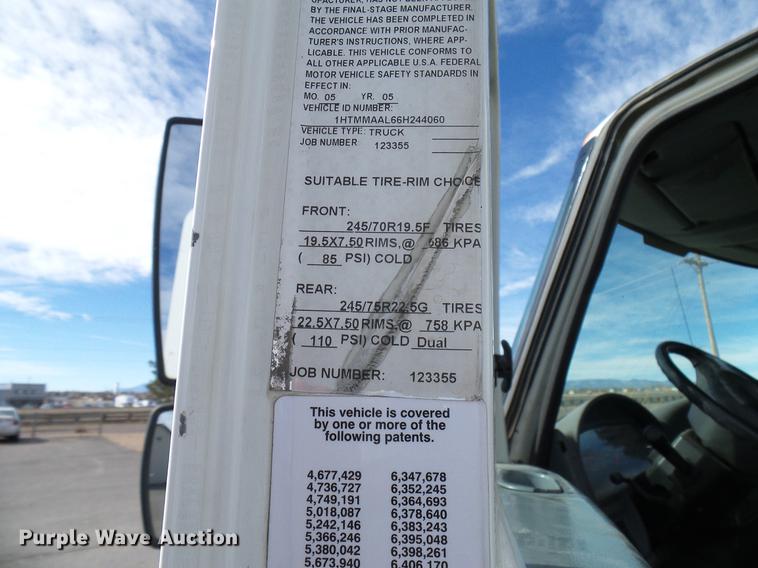 BY THE FINAL-STAGE MANUFACTURER.
THE VEHICLE HAS BEEN COMPLETED IN
ACCORDANCE WITH PRIOR MANUFAC-
TURER'S INSTRUCTIONS, WHERE APP-
LICABLE. THIS VEHICLE CONFORMS TO
ALL OTHER APPLICABLE U.S.A. FEDERAL
MOTOR VEHICLE SAFETY STANDARDS IN
EFFECT IN:
MO. 05 YR. 05
VEHICLE ID NUMBER:
1HTMMAAL66H244060
VEHICLE TYPE: TRUCK
JOB NUMBER 123355
SUITABLE TIRE-RIM CHOICE
FRONT:
245/70R19.5F TIRES
19.5X7.50 RIMS,@ 686 KPA
( 85 PSI) COLD
REAR:
245/75R22.5G TIRES
22.5X7.50 RIMS,@ 758 KPA
( 110 PSI) COLD Dual
JOB NUMBER: 123355
This vehicle is covered
by one or more of the
following patents.
4,677,429 6,347,678
4,736,727 6,352,245
4,749,191 6,364,693
5,018,087 6,378,640
5,242,146 6,383,243
5,366,246 6,395,048
5,380,042 6,398,261
5,673,940 6,406,170
Purple Wave Auction